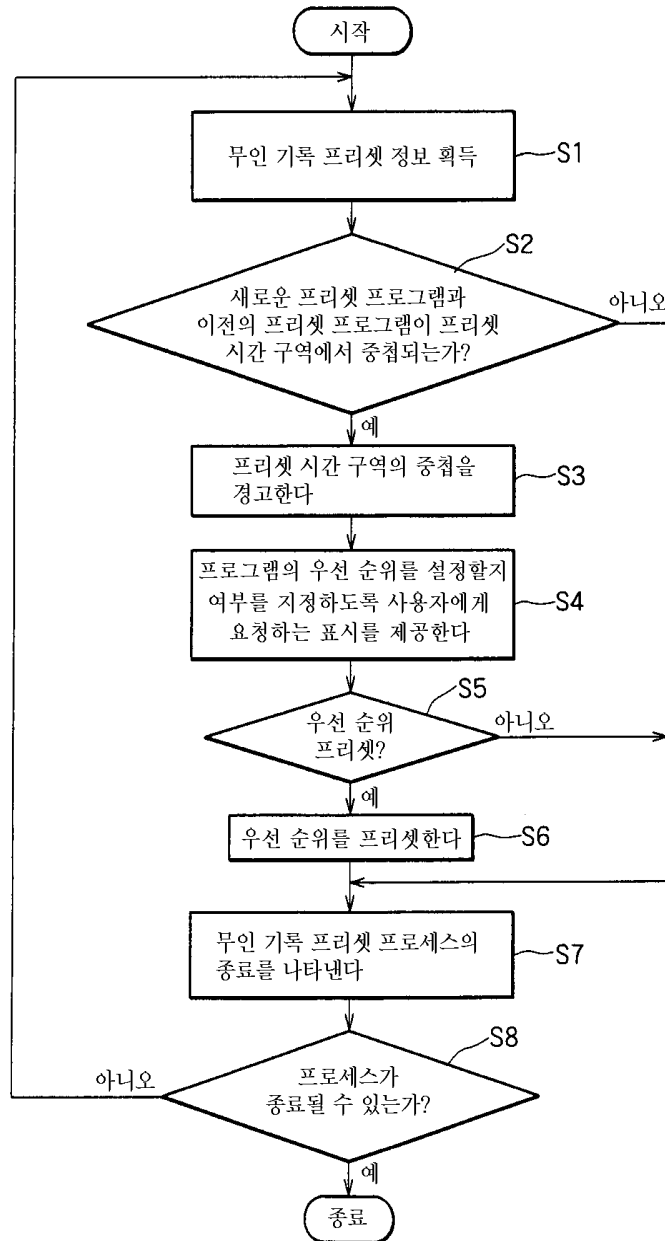 시작
무인 기록 프리셋 정보 획득
S1
S2
새로운 프리셋 프로그램과
이전의 프리셋 프로그램이 프리셋
시간 구역에서 중첩되는가?
아니오
예
프리셋 시간 구역의 중첩을
경고한다
S3
프로그램의 우선 순위를 설정할지
여부를 지정하도록 사용자에게
요청하는 표시를 제공한다
S4
S5
우선 순위
프리셋?
아니오
예
우선 순위를 프리셋한다
S6
무인 기록 프리셋 프로세스의
종료를 나타낸다
S7
S8
프로세스가
종료될 수 있는가?
아니오
예
종료